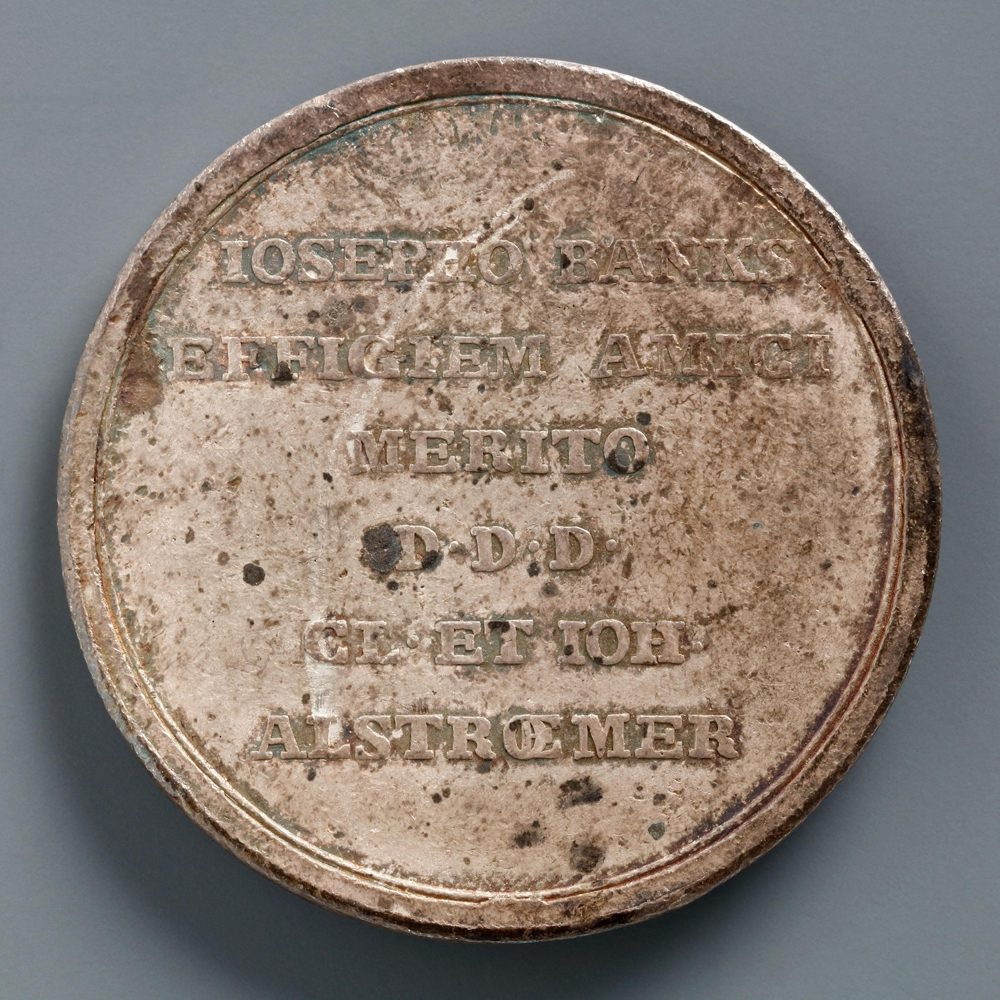 IOSEPHO BANKS
EFFIGIEM AMICI
MERITO
D·D·D·
CL·ET IOH·
ALSTRŒMER